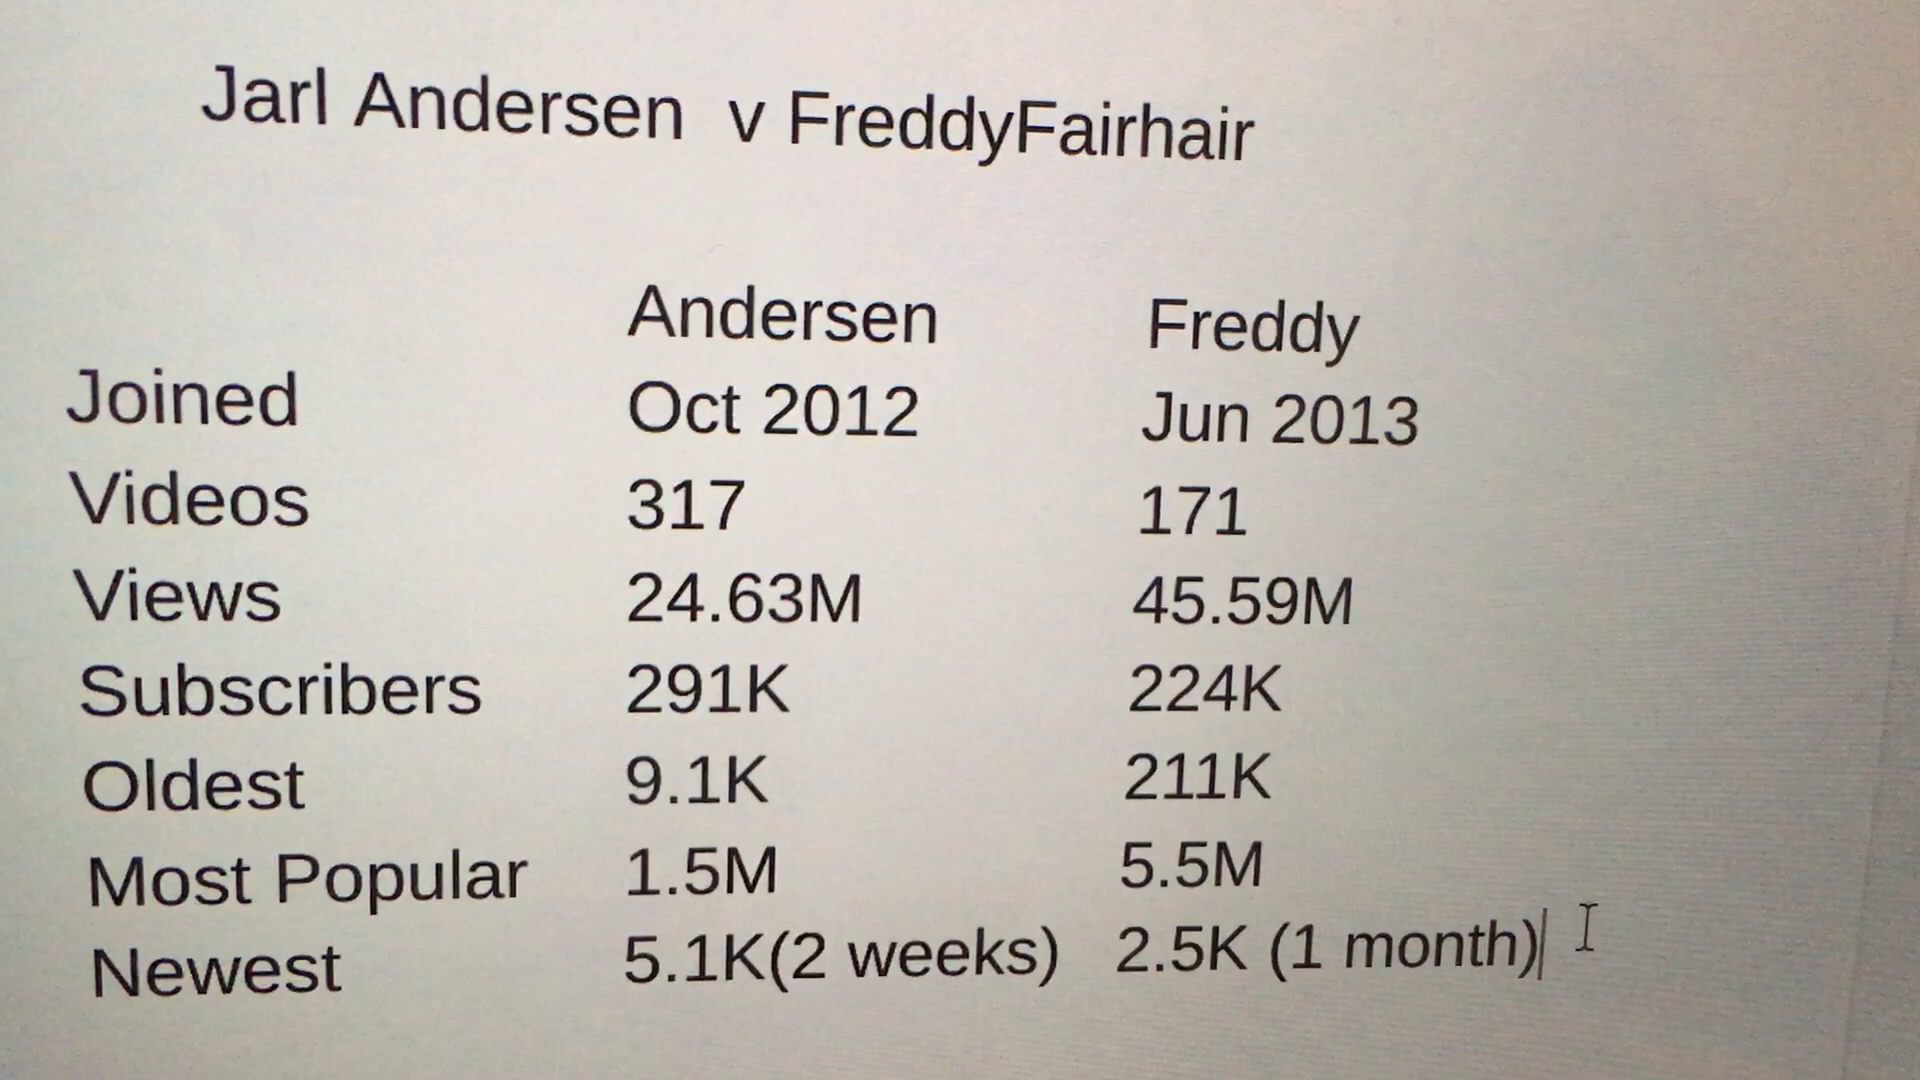 Jarl Andersen v FreddyFairhair
Andersen Freddy
Joined Oct 2012 Jun 2013
Videos 317 171
Views 24.63M 45.59M
Subscribers 291K 224K
Oldest 9.1K 211K
Most Popular 1.5M 5.5M
Newest 5.1K(2 weeks) 2.5K (1 month)